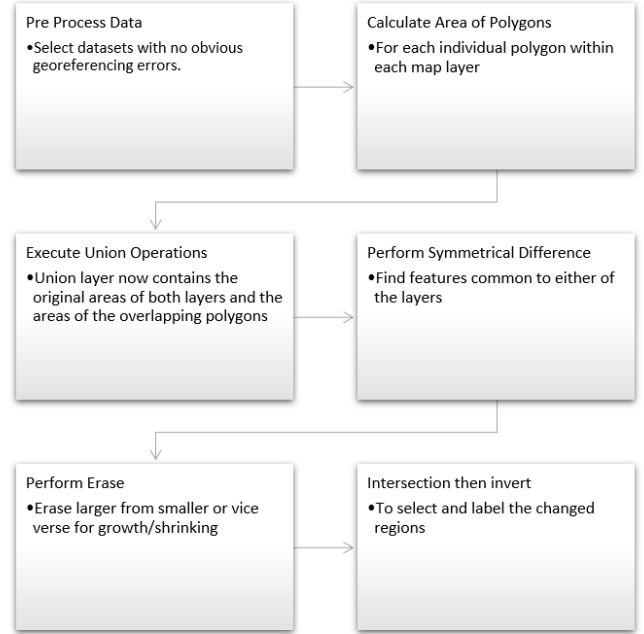 Pre Process Data
•Select datasets with no obvious
georeferencing errors.
Calculate Area of Polygons
•For each individual polygon within
each map layer
Execute Union Operations
•Union layer now contains the
original areas of both layers and the
areas of the overlapping polygons
Perform Symmetrical Difference
•Find features common to either of
the layers
Perform Erase
•Erase larger from smaller or vice
verse for growth/shrinking
Intersection then invert
•To select and label the changed
regions